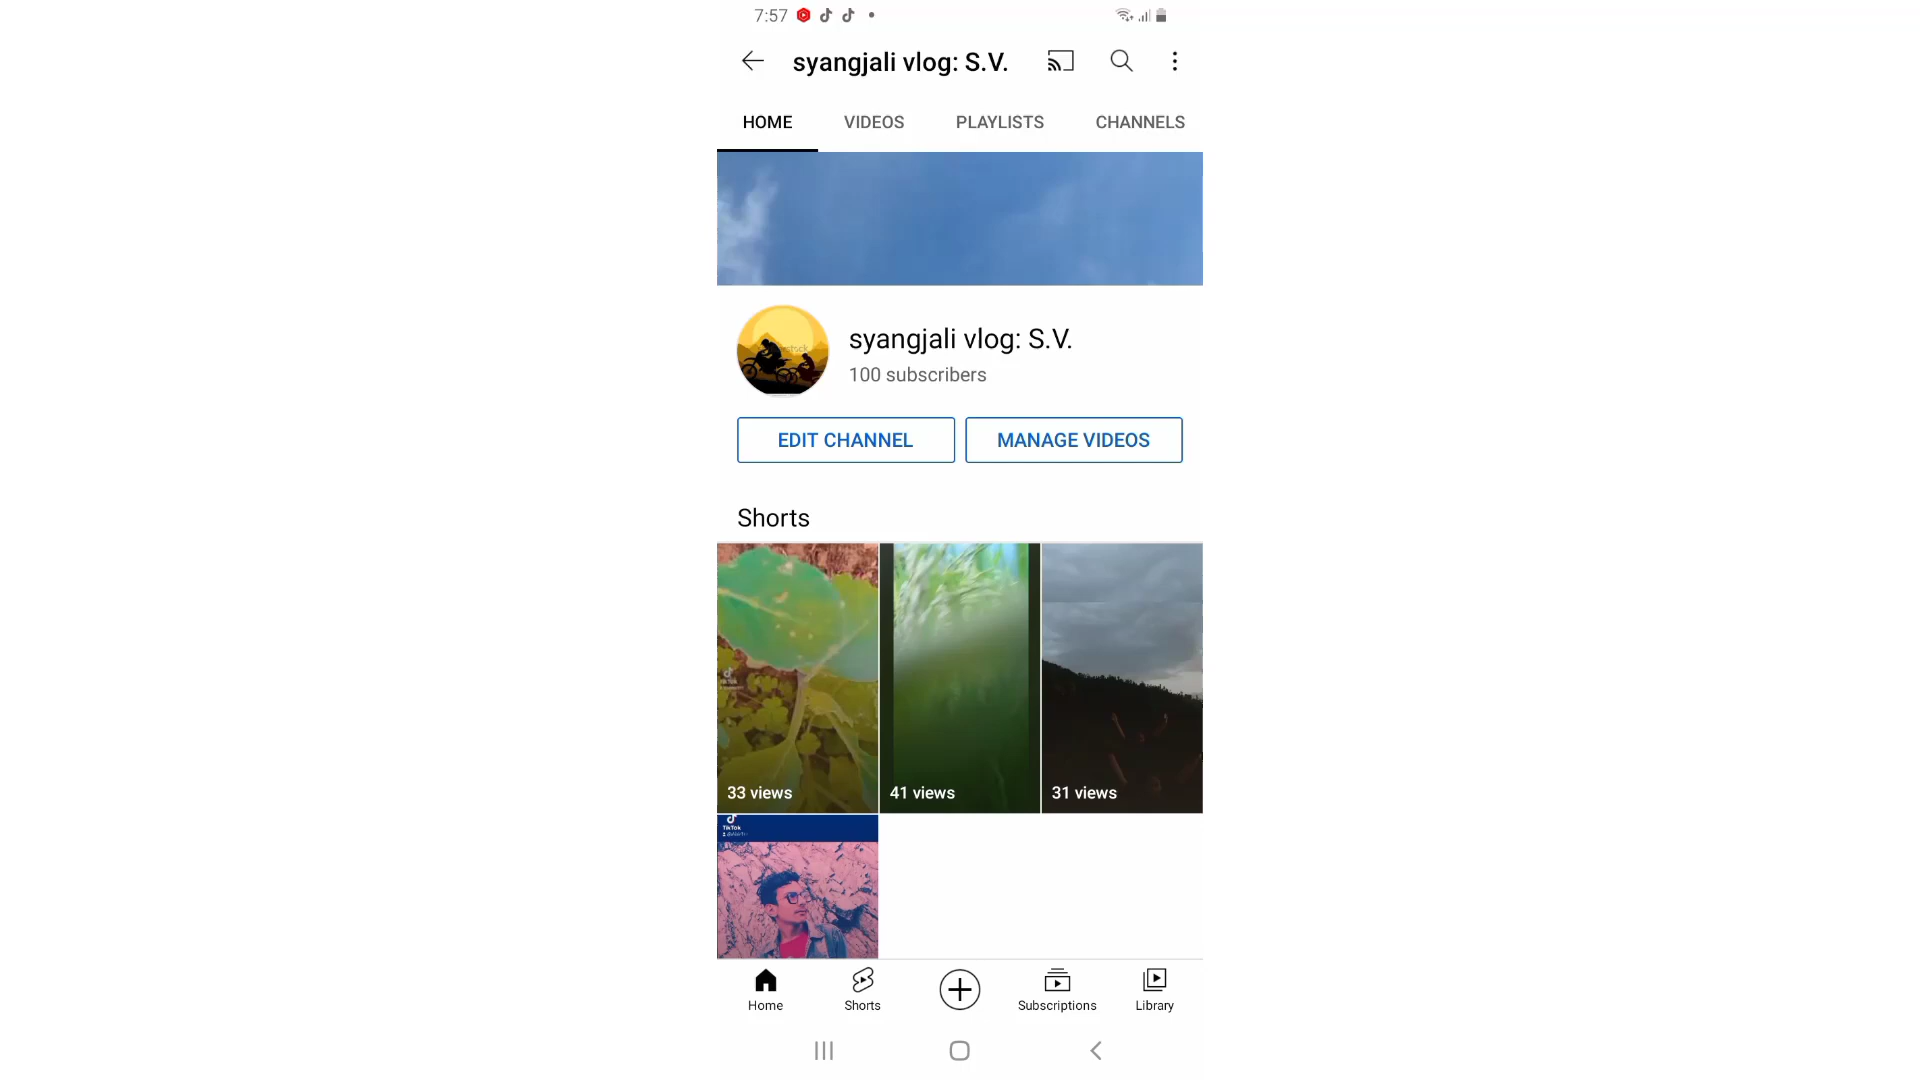 7:57
syangjali vlog: S.V.
HOME VIDEOS PLAYLISTS CHANNELS
syangjali vlog: S.V.
100 subscribers
EDIT CHANNEL MANAGE VIDEOS
Shorts
33 views 41 views 31 views
TikTok
Home Shorts Subscriptions Library